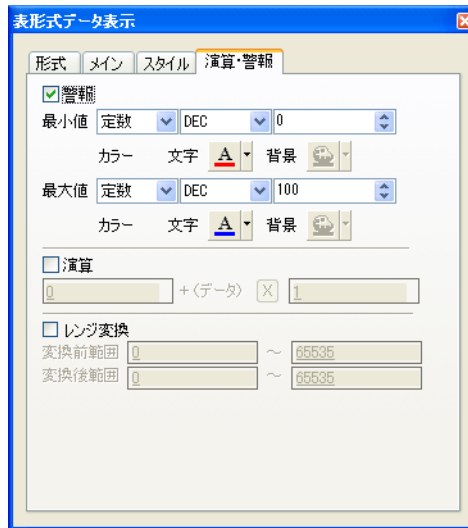 表形式データ表示
形式 メイン スタイル 演算・警報
警報
最小値 定数 DEC 0
カラー 文字 A 背景
最大値 定数 DEC 100
カラー 文字 A 背景
演算
0 +(データ) X 1
レンジ変換
変換前範囲 0 ～ 65535
変換後範囲 0 ～ 65535